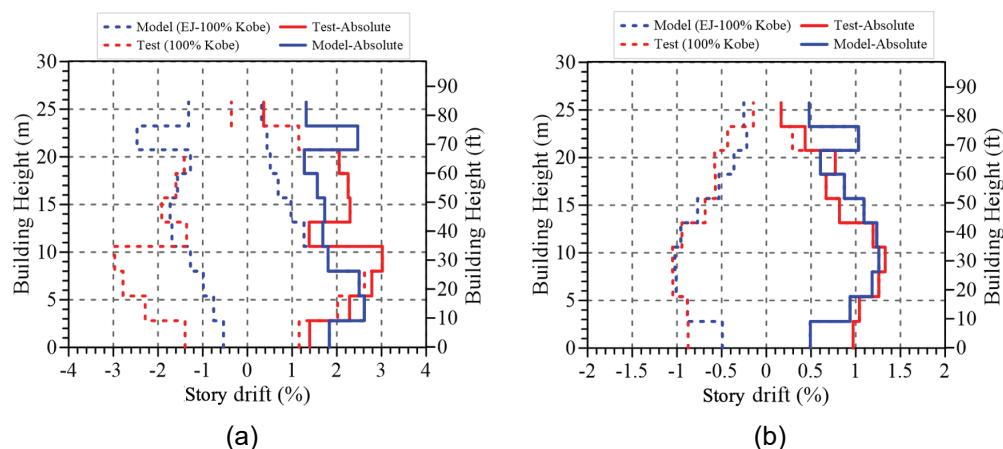 (a)
Model (EJ-100% Kobe) Test-Absolute
Test (100% Kobe) Model-Absolute
Building Height (m)
30
25
20
15
10
5
0
-4 -3 -2 -1 0 1 2 3 4
Story drift (%)
90
80
70
60
50
40
30
20
10
0
Building Height (ft)
(a)
(b)
Model (EJ-100% Kobe) Test-Absolute
Test (100% Kobe) Model-Absolute
Building Height (m)
30
25
20
15
10
5
0
-2 -1.5 -1 -0.5 0 0.5 1 1.5 2
Story drift (%)
90
80
70
60
50
40
30
20
10
0
Building Height (ft)
(b)